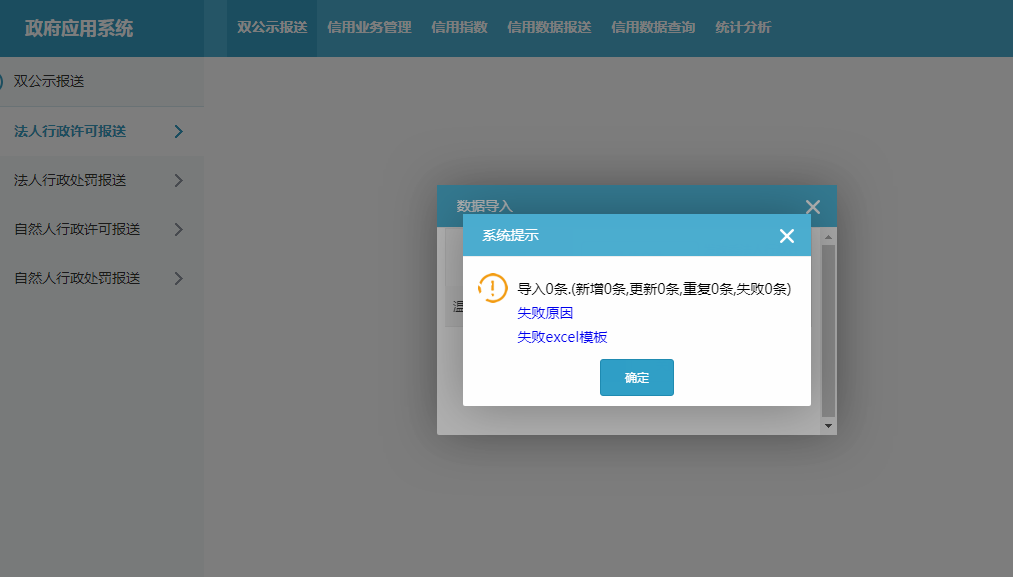 政府应用系统
双公示报送 信用业务管理 信用指数 信用数据报送 信用数据查询 统计分析
双公示报送
法人行政许可报送
法人行政处罚报送
自然人行政许可报送
自然人行政处罚报送
数据导入
系统提示
导入0条.(新增0条,更新0条,重复0条,失败0条)
失败原因
失败excel模板
温
确定